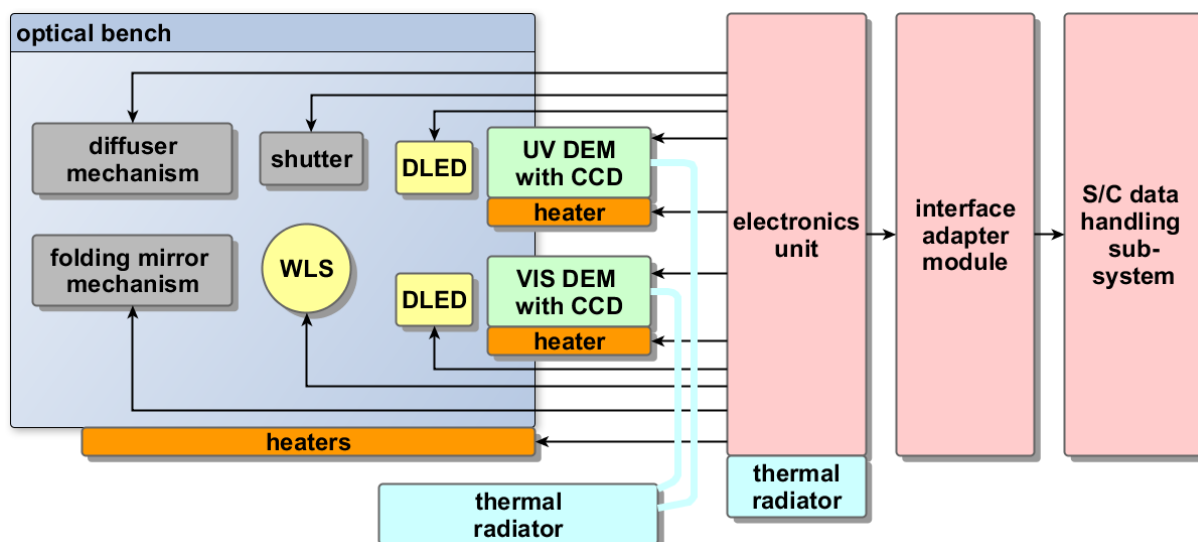 optical bench
diffuser
mechanism
shutter
DLED
UV DEM
with CCD
heater
folding mirror
mechanism
WLS
DLED
VIS DEM
with CCD
heater
heaters
thermal
radiator
electronics
unit
thermal
radiator
interface
adapter
module
S/C data
handling
sub-
system